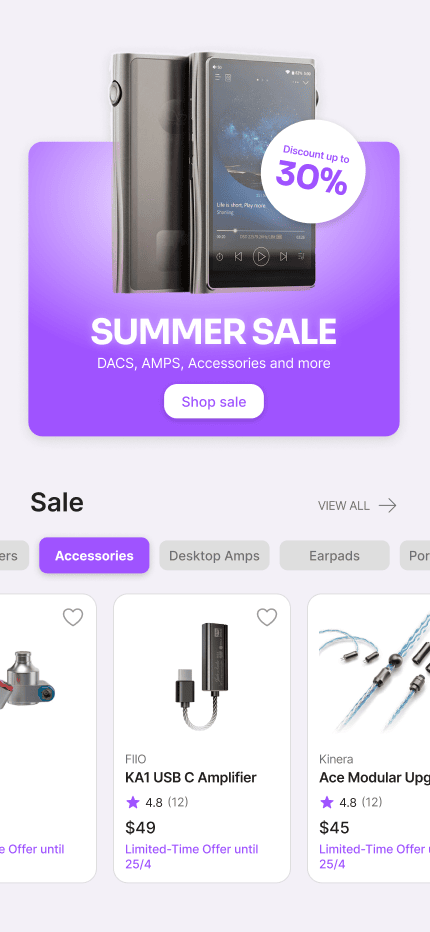 Discount up to
30%
Life is short, Play more
SUMMER SALE
DACS, AMPS, Accessories and more
Shop sale
Sale
VIEW ALL
ers
Accessories
Desktop Amps
Earpads
Por
FIIO
KA1 USB C Amplifier
4.8 (12)
$49
Limited-Time Offer until
25/4
Kinera
Ace Modular Upg
4.8 (12)
$45
e Offer until
Limited-Time Offer
25/4